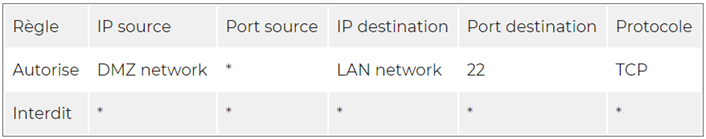 Règle IP source Port source IP destination Port destination Protocole
Autorise DMZ network * LAN network 22 TCP
Interdit * * * * *